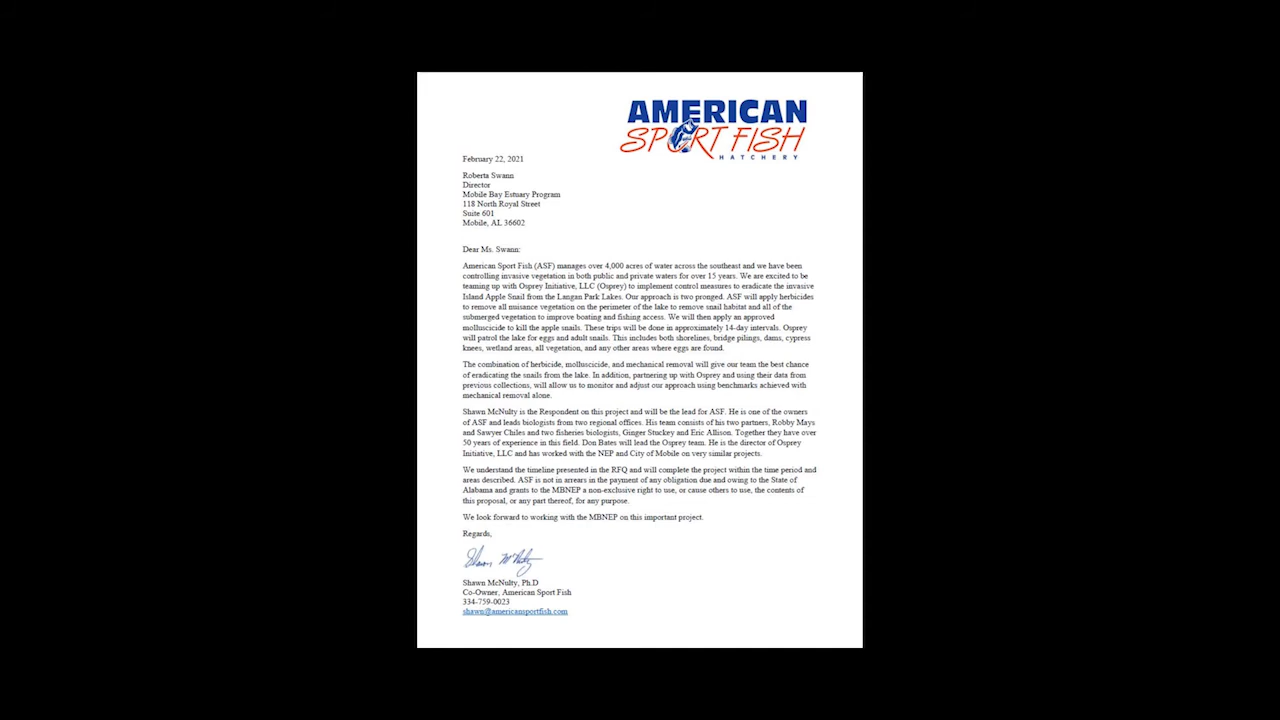 AMERICAN
SPORT FISH
HATCHERY
February 22, 2021
Roberta Swann
Director
Mobile Bay Estuary Program
118 North Royal Street
Suite 601
Mobile, AL 36602
Dear Ms. Swann:
American Sport Fish (ASF) manages over 4,000 acres of water across the southeast and we have been
controlling invasive vegetation in both public and private waters for over 15 years. We are excited to be
teaming up with Osprey Initiative, LLC (Osprey) to implement control measures to eradicate the invasive
Island Apple Snail from the Langan Park Lakes. Our approach is two pronged. ASF will apply herbicides
to remove all nuisance vegetation on the perimeter of the lake to remove snail habitat and all of the
submerged vegetation to improve boating and fishing access. We will then apply an approved
molluscicide to kill the apple snails. These trips will be done in approximately 14-day intervals. Osprey
will patrol the lake for eggs and adult snails. This includes both shorelines, bridge pilings, dams, cypress
knees, wetland areas, all vegetation, and any other areas where eggs are found.
The combination of herbicide, molluscicide, and mechanical removal will give our team the best chance
of eradicating the snails from the lake. In addition, partnering up with Osprey and using their data from
previous collections, will allow us to monitor and adjust our approach using benchmarks achieved with
mechanical removal alone.
Shawn McNulty is the Respondent on this project and will be the lead for ASF. He is one of the owners
of ASF and leads biologists from two regional offices. His team consists of his two partners, Robby Mays
and Sawyer Chiles and two fisheries biologists, Ginger Stuckey and Eric Allison. Together they have over
50 years of experience in this field. Don Bates will lead the Osprey team. He is the director of Osprey
Initiative, LLC and has worked with the NEP and City of Mobile on very similar projects.
We understand the timeline presented in the RFQ and will complete the project within the time period and
areas described. ASF is not in arrears in the payment of any obligation due and owing to the State of
Alabama and grants to the MBNEP a non-exclusive right to use, or cause others to use, the contents of
this proposal, or any part thereof, for any purpose.
We look forward to working with the MBNEP on this important project.
Regards,
Shawn McNulty
Shawn McNulty, Ph.D
Co-Owner, American Sport Fish
334-759-0023
shawn@americansportfish.com